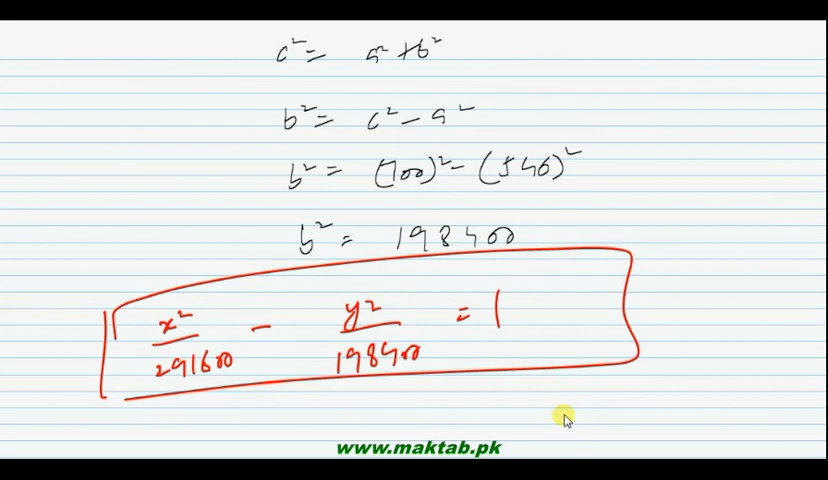 c² = a² + b²
b² = c² - a²
b² = (700)² - (540)²
b² = 198400
x²/291600 - y²/198400 = 1
www.maktab.pk